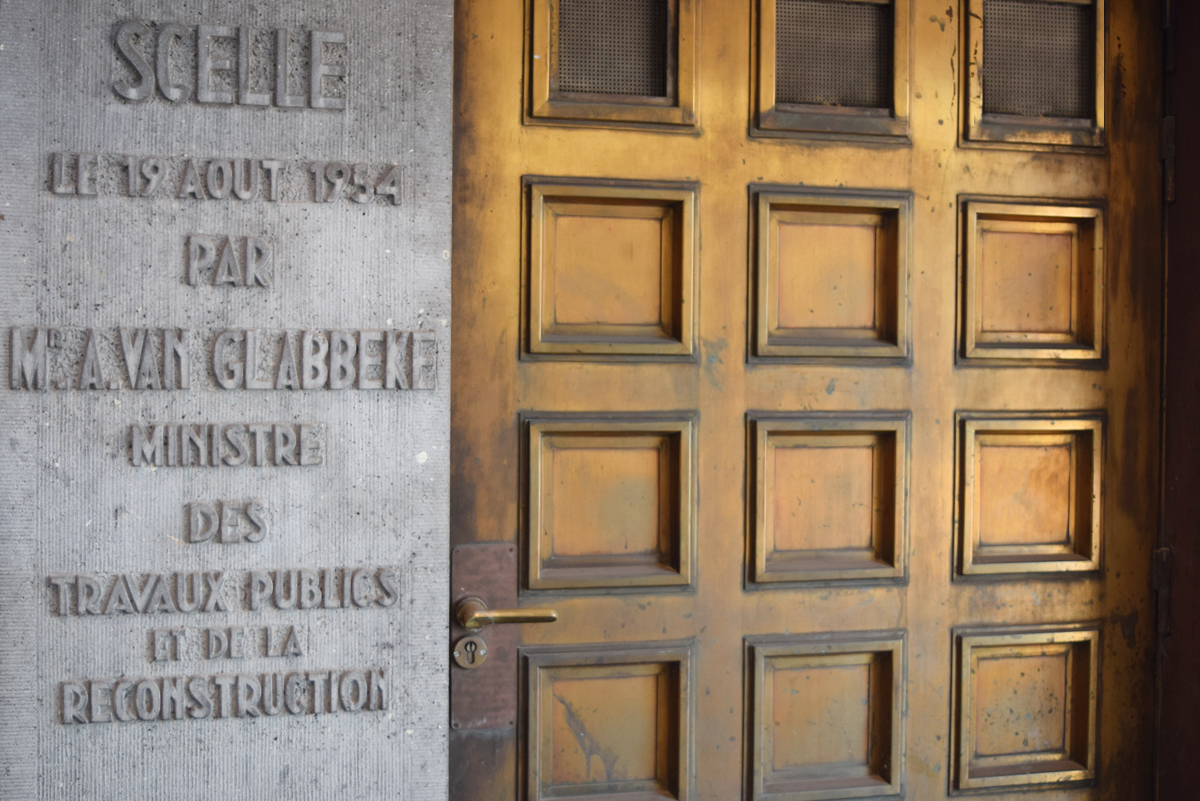 SCELLE
LE 19 AOUT 1954
PAR
MR. A. VAN GLABBEKE
MINISTRE
DES
TRAVAUX PUBLICS
ET DE LA
RECONSTRUCTION